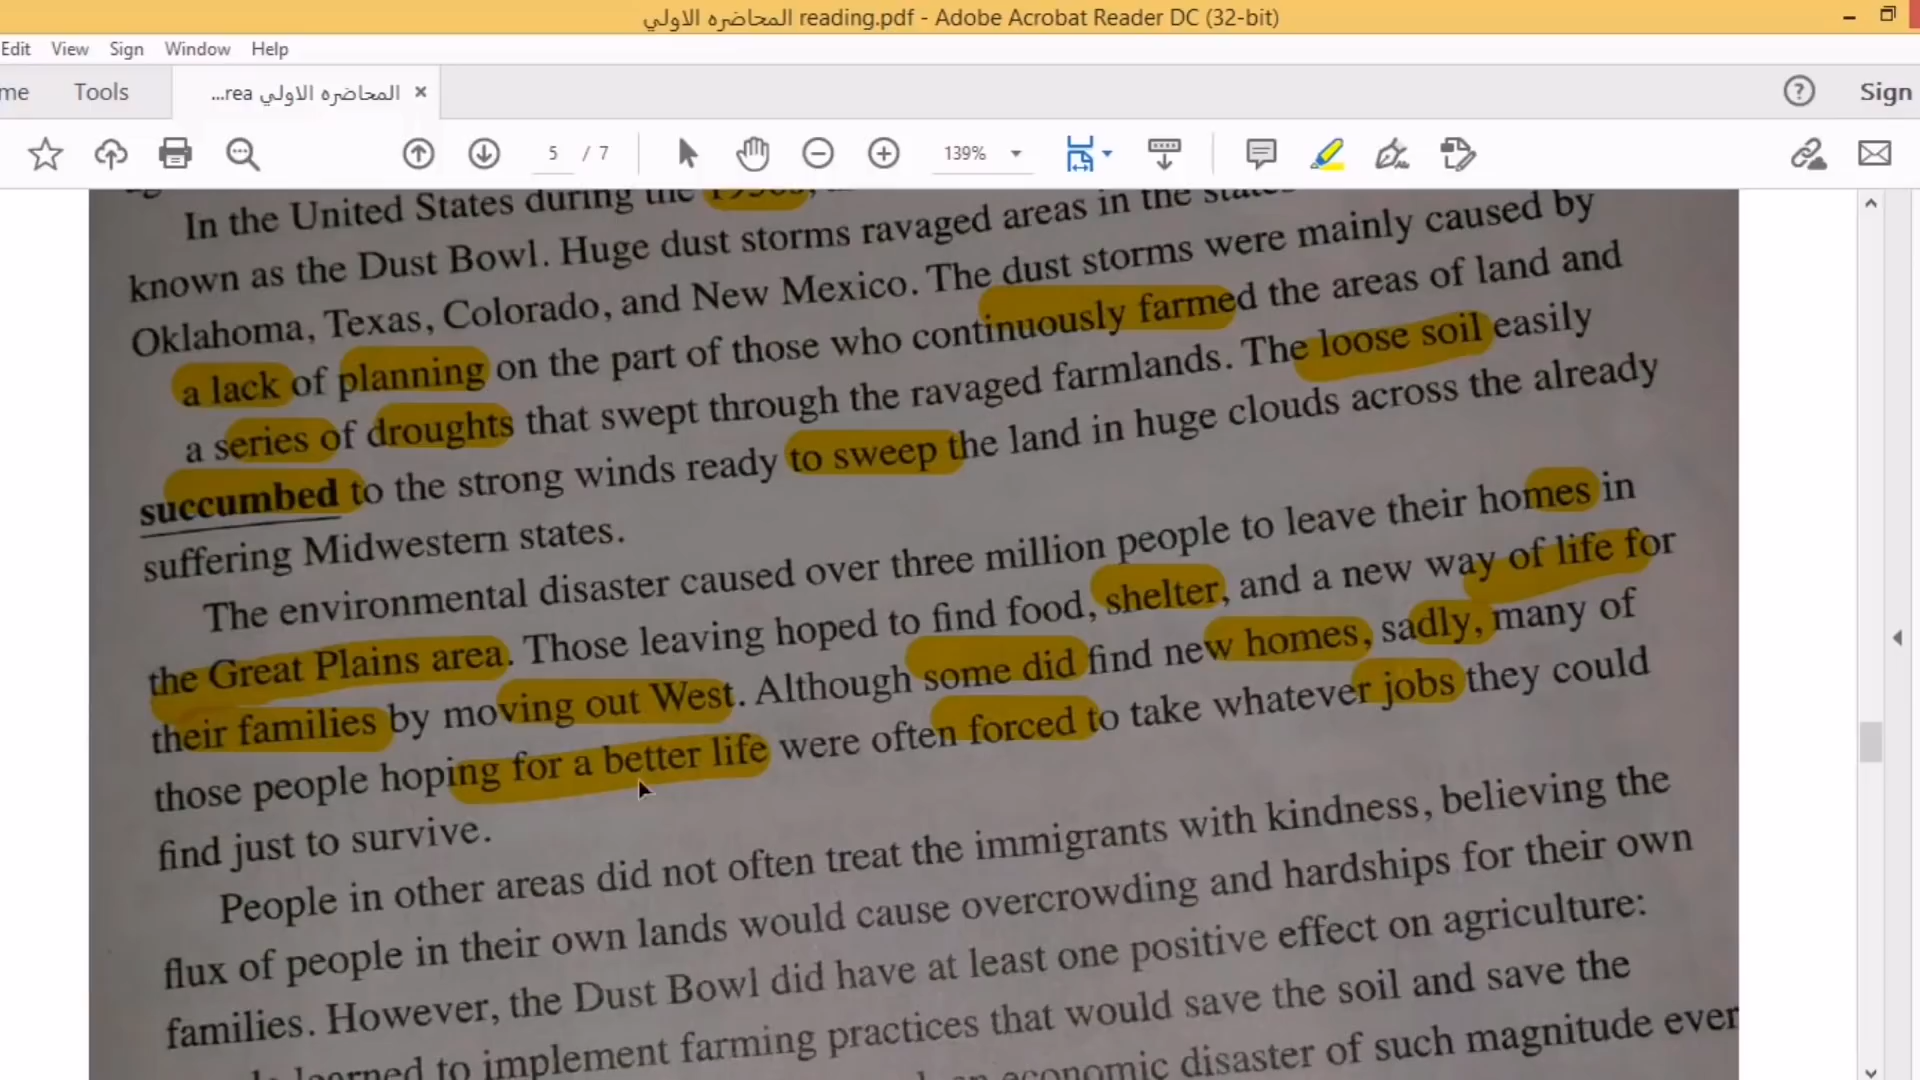 المحاضره الاولي reading.pdf - Adobe Acrobat Reader DC (32-bit)
Edit View Sign Window Help
me Tools المحاضره الاولي rea... × Sign
5 / 7 139%
In the United States during the 1930s,
known as the Dust Bowl. Huge dust storms ravaged areas in the states
Oklahoma, Texas, Colorado, and New Mexico. The dust storms were mainly caused by
a lack of planning on the part of those who continuously farmed the areas of land and
a series of droughts that swept through the ravaged farmlands. The loose soil easily
succumbed to the strong winds ready to sweep the land in huge clouds across the already
suffering Midwestern states.
The environmental disaster caused over three million people to leave their homes in
the Great Plains area. Those leaving hoped to find food, shelter, and a new way of life for
their families by moving out West. Although some did find new homes, sadly, many of
those people hoping for a better life were often forced to take whatever jobs they could
find just to survive.
People in other areas did not often treat the immigrants with kindness, believing the
flux of people in their own lands would cause overcrowding and hardships for their own
families. However, the Dust Bowl did have at least one positive effect on agriculture:
learned to implement farming practices that would save the soil and save the
economic disaster of such magnitude ever